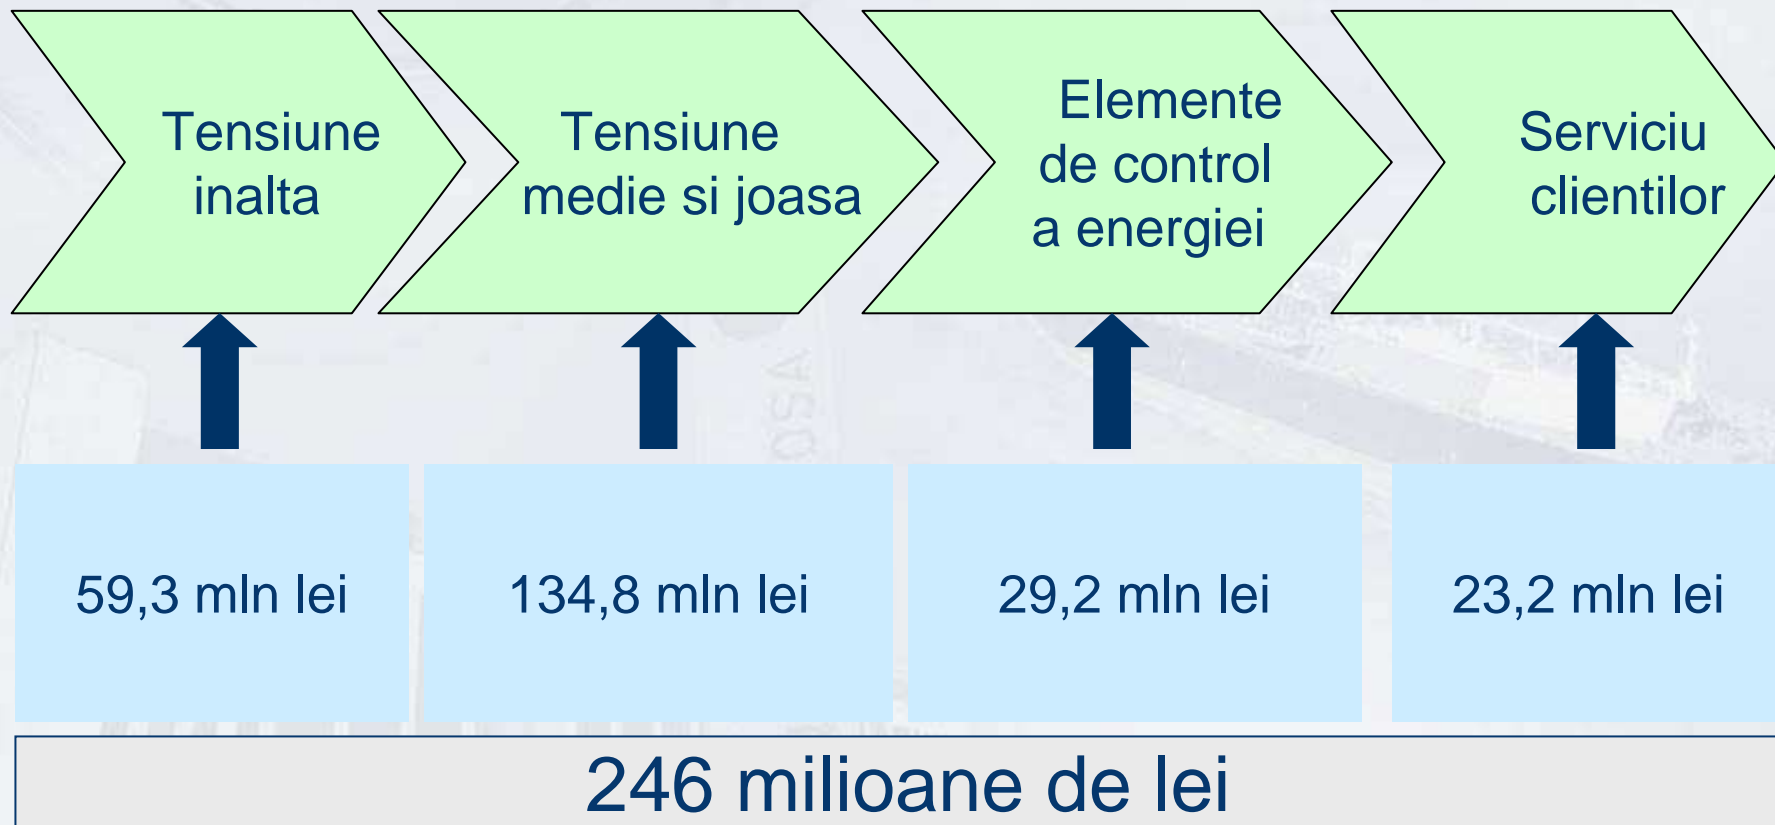 Tensiune
inalta
Tensiune
medie si joasa
Elemente
de control
a energiei
Serviciu
clientilor
59,3 mln lei
134,8 mln lei
29,2 mln lei
23,2 mln lei
246 milioane de lei